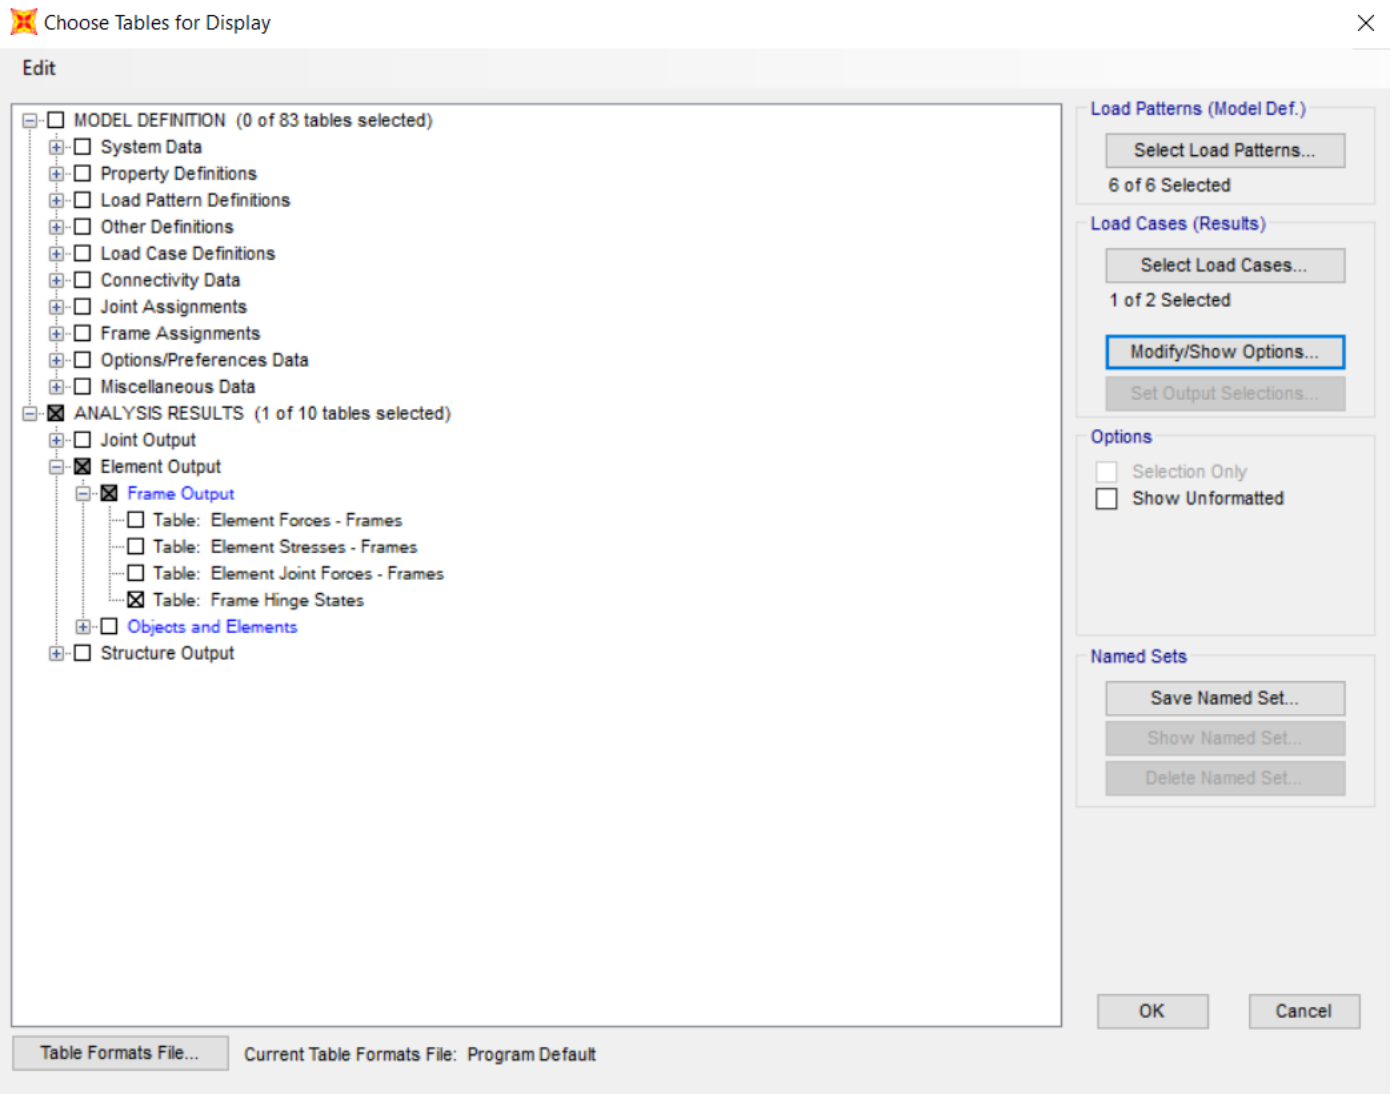 Choose Tables for Display
Edit
MODEL DEFINITION (0 of 83 tables selected)
System Data
Property Definitions
Load Pattern Definitions
Other Definitions
Load Case Definitions
Connectivity Data
Joint Assignments
Frame Assignments
Options/Preferences Data
Miscellaneous Data
ANALYSIS RESULTS (1 of 10 tables selected)
Joint Output
Element Output
Frame Output
Table: Element Forces - Frames
Table: Element Stresses - Frames
Table: Element Joint Forces - Frames
Table: Frame Hinge States
Objects and Elements
Structure Output
Load Patterns (Model Def.)
Select Load Patterns...
6 of 6 Selected
Load Cases (Results)
Select Load Cases...
1 of 2 Selected
Modify/Show Options...
Set Output Selections...
Options
Selection Only
Show Unformatted
Named Sets
Save Named Set...
Show Named Set...
Delete Named Set...
OK
Cancel
Table Formats File...
Current Table Formats File: Program Default